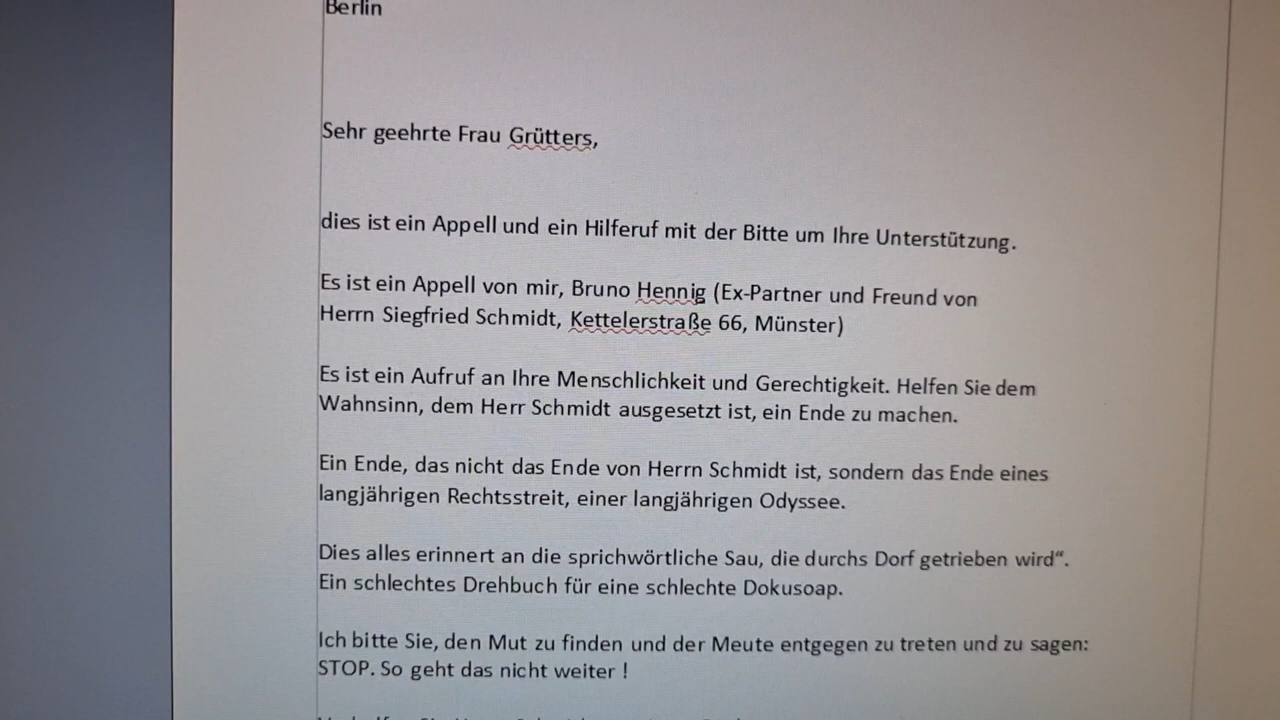 Berlin
Sehr geehrte Frau Grütters,
dies ist ein Appell und ein Hilferuf mit der Bitte um Ihre Unterstützung.
Es ist ein Appell von mir, Bruno Hennig (Ex-Partner und Freund von
Herrn Siegfried Schmidt, Kettelerstraße 66, Münster)
Es ist ein Aufruf an Ihre Menschlichkeit und Gerechtigkeit. Helfen Sie dem
Wahnsinn, dem Herr Schmidt ausgesetzt ist, ein Ende zu machen.
Ein Ende, das nicht das Ende von Herrn Schmidt ist, sondern das Ende eines
langjährigen Rechtsstreit, einer langjährigen Odyssee.
Dies alles erinnert an die sprichwörtliche Sau, die durchs Dorf getrieben wird“.
Ein schlechtes Drehbuch für eine schlechte Dokusoap.
Ich bitte Sie, den Mut zu finden und der Meute entgegen zu treten und zu sagen:
STOP. So geht das nicht weiter !